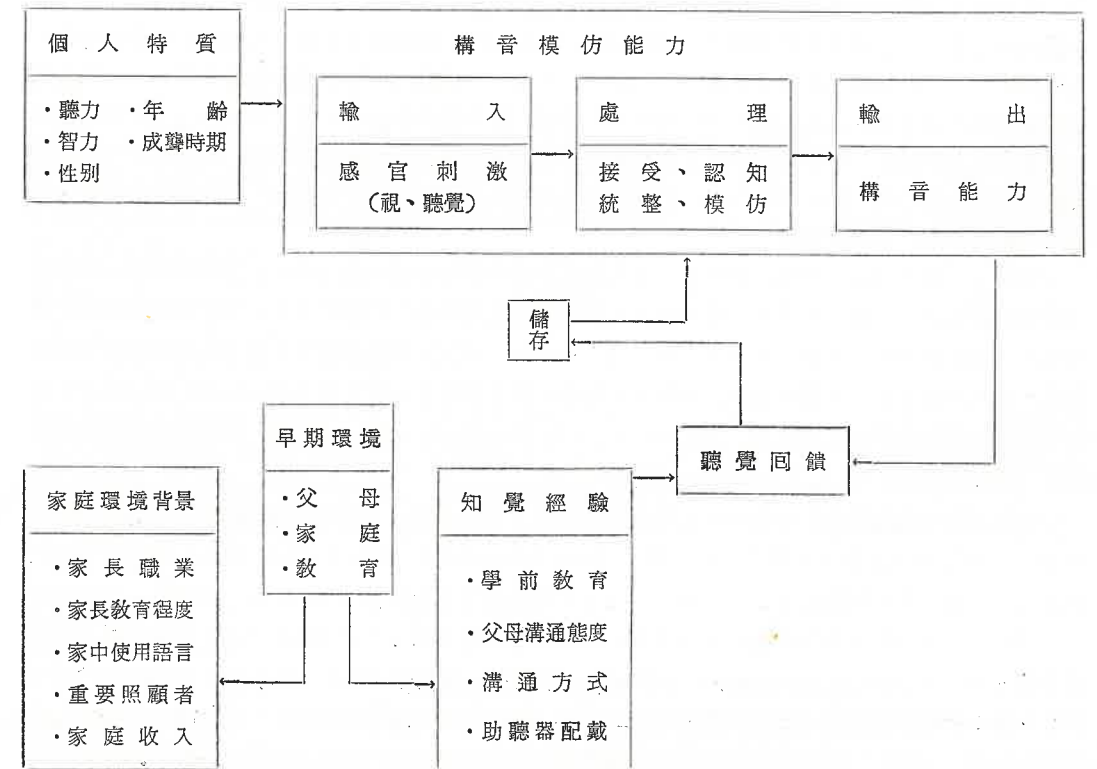 個人特質
・聽力 ・年齡
・智力 ・成聾時期
・性別
構音模仿能力
輸入
感官刺激
(視、聽覺)
處理
接受、認知
統整、模仿
輸出
構音能力
儲
存
聽覺回饋
早期環境
・父母
・家庭
・教育
家庭環境背景
・家長職業
・家長教育程度
・家中使用語言
・重要照顧者
・家庭收入
知覺經驗
・學前教育
・父母溝通態度
・溝通方式
・助聽器配戴